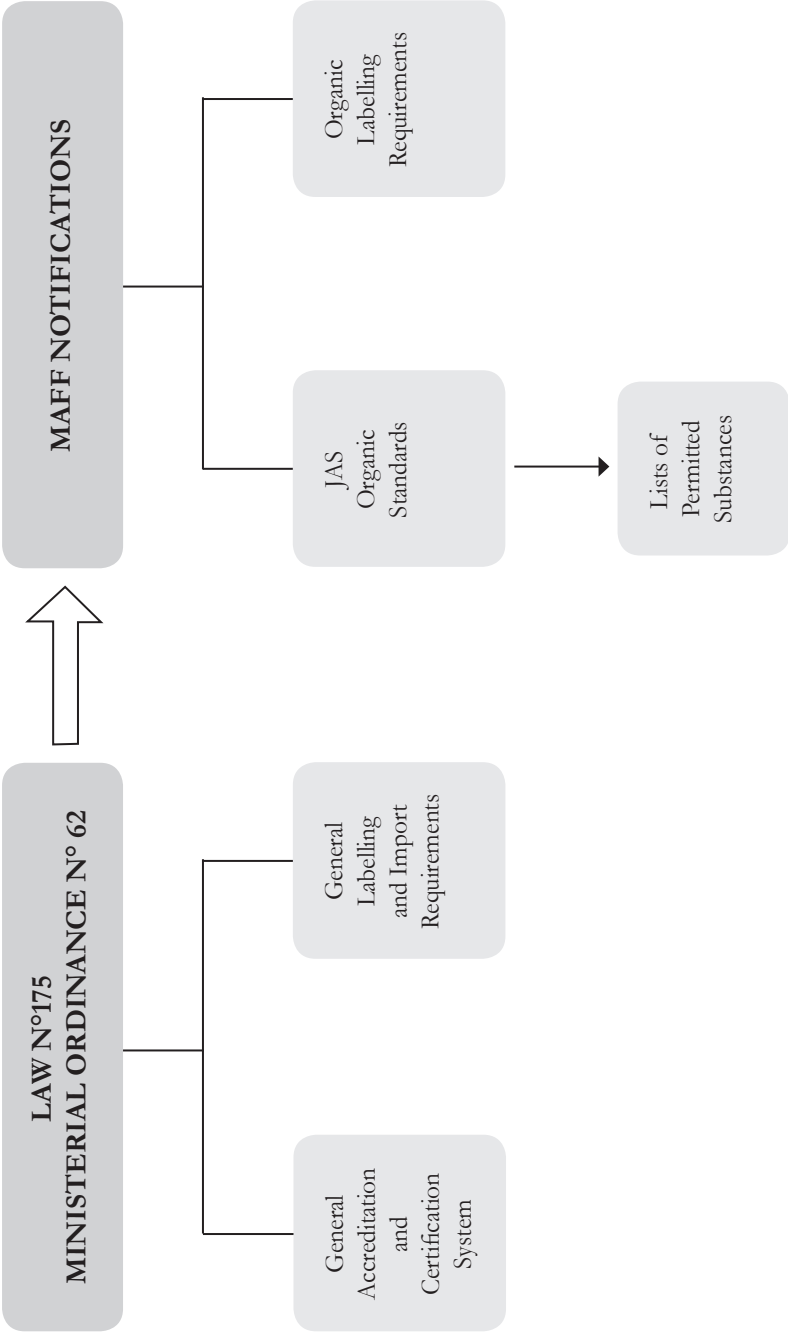 LAW N°175
MINISTERIAL ORDINANCE N° 62
MAFF NOTIFICATIONS
General
Accreditation
and
Certification
System
General
Labelling
and Import
Requirements
JAS
Organic
Standards
Organic
Labelling
Requirements
Lists of
Permitted
Substances